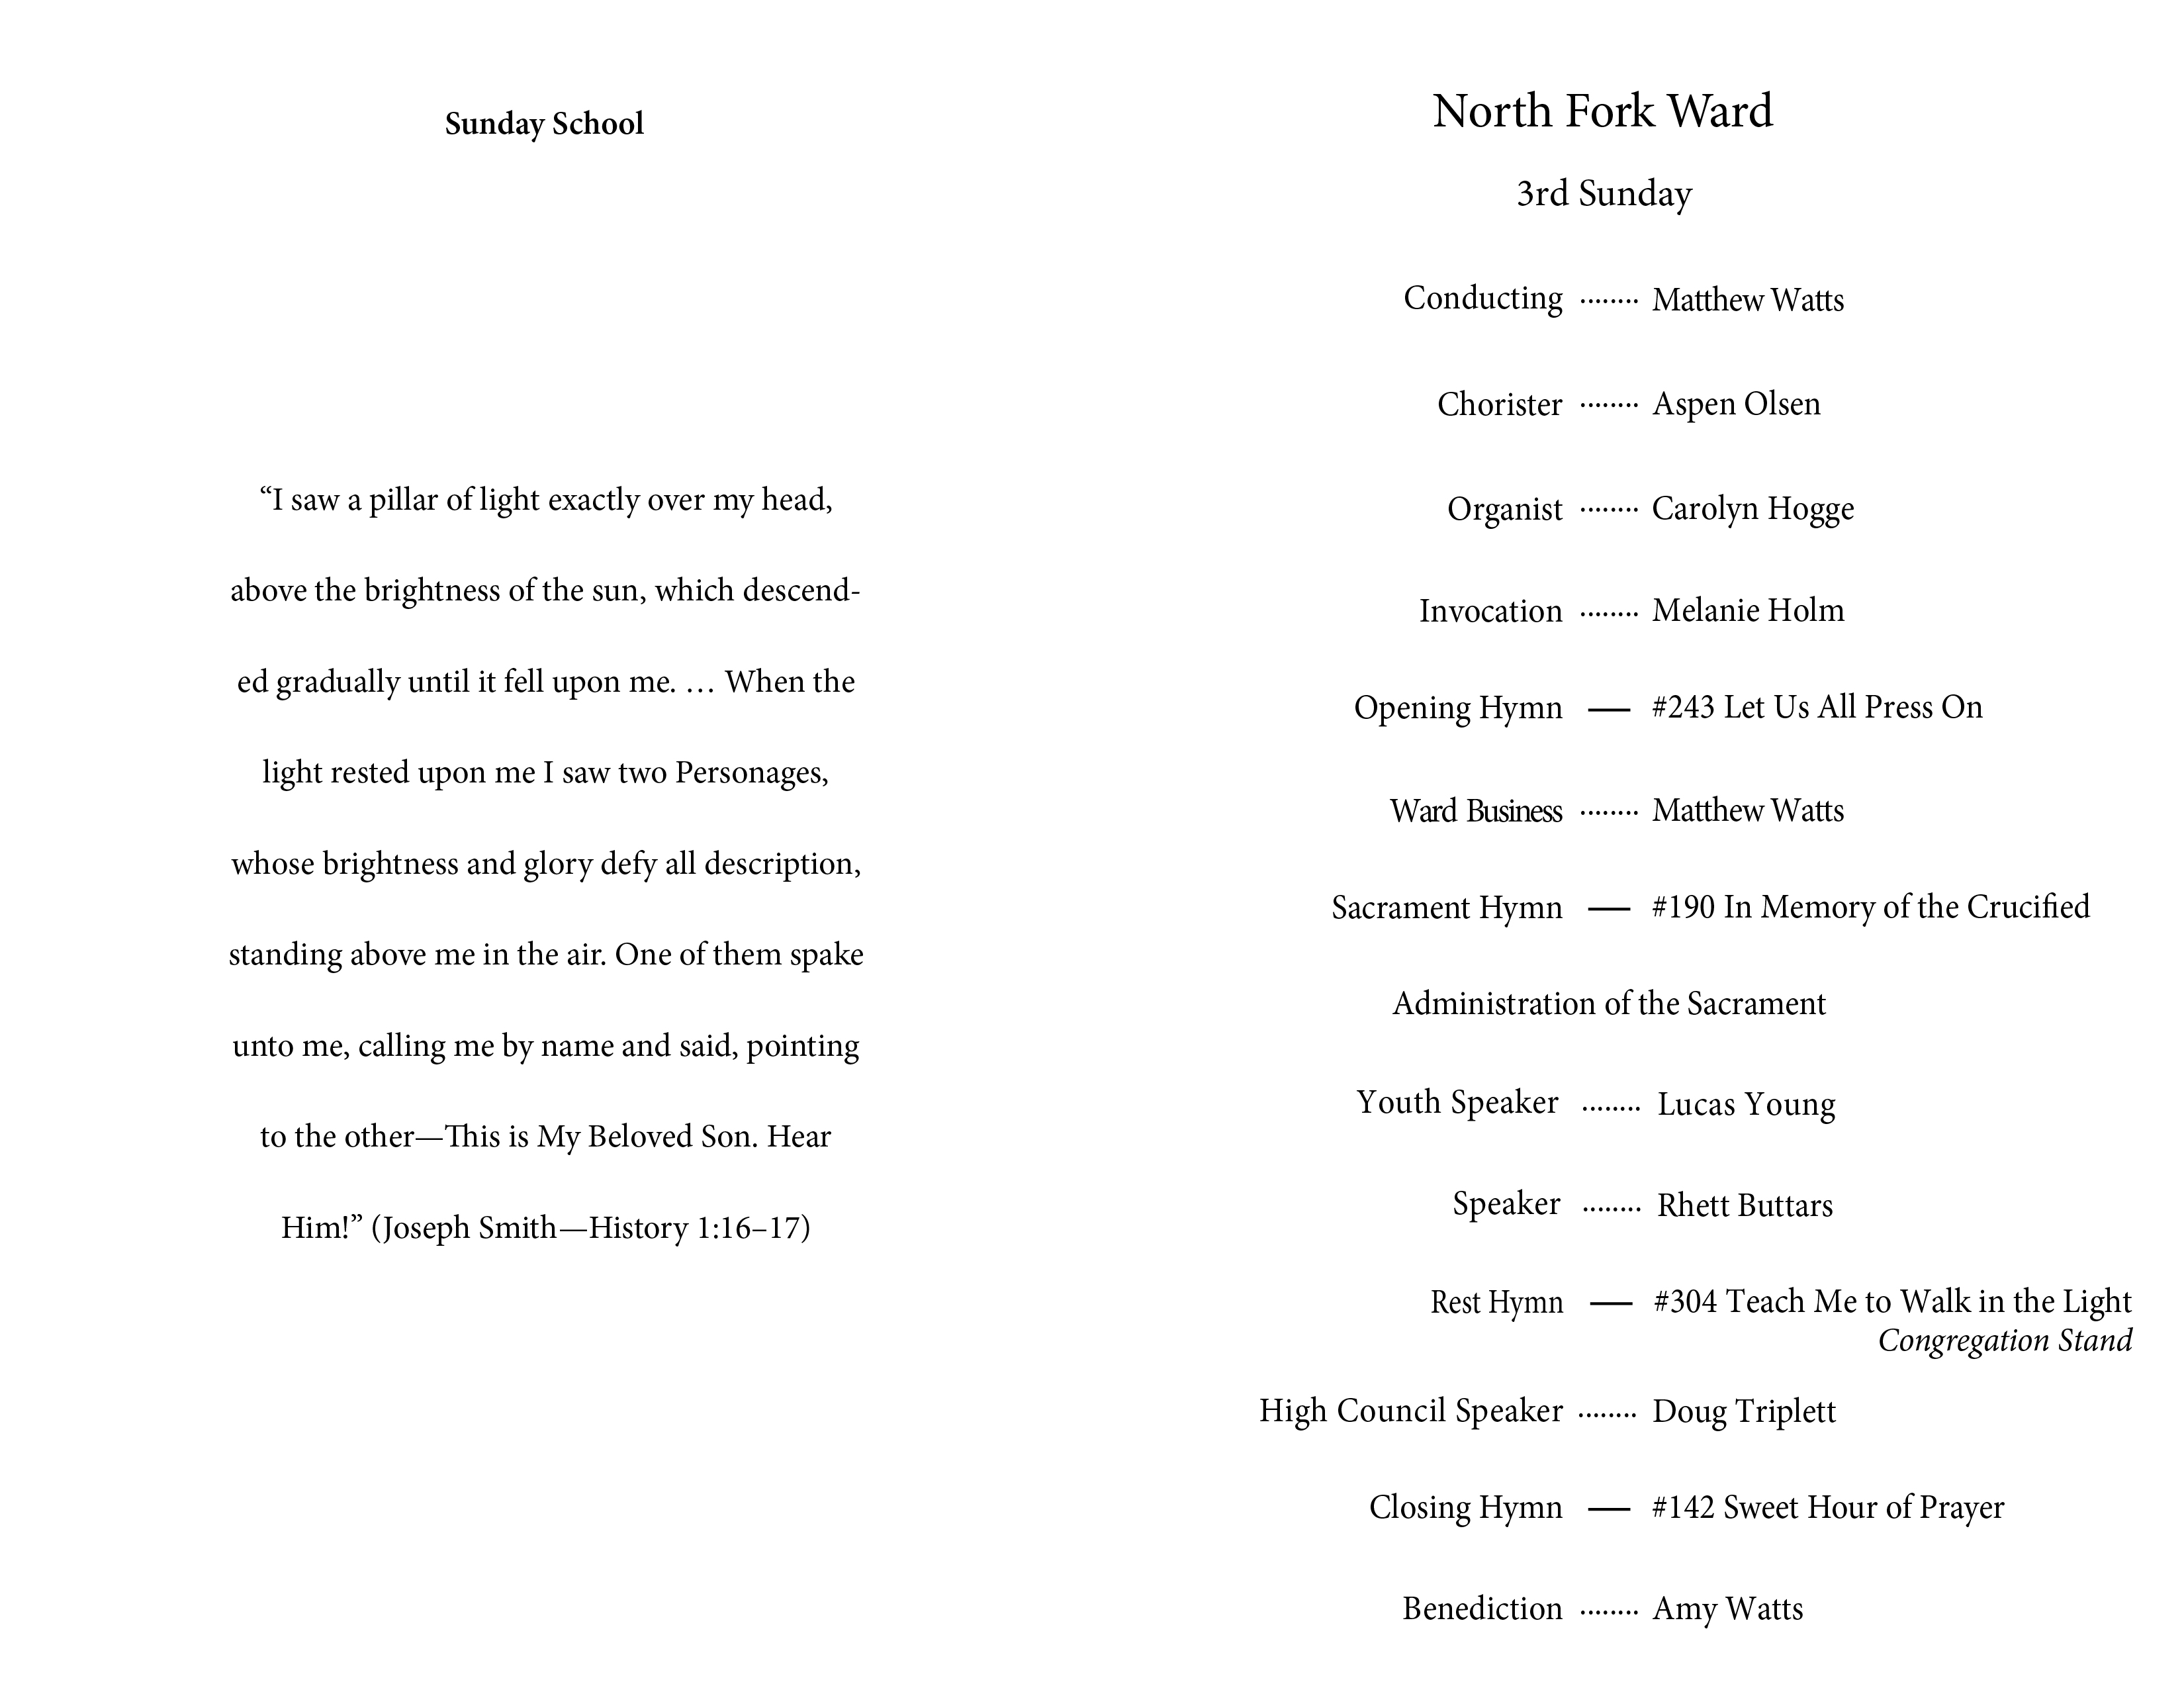 Sunday School
“I saw a pillar of light exactly over my head,
above the brightness of the sun, which descend-
ed gradually until it fell upon me. … When the
light rested upon me I saw two Personages,
whose brightness and glory defy all description,
standing above me in the air. One of them spake
unto me, calling me by name and said, pointing
to the other—This is My Beloved Son. Hear
Him!” (Joseph Smith—History 1:16–17)
North Fork Ward
3rd Sunday
Conducting ........ Matthew Watts
Chorister ........ Aspen Olsen
Organist ........ Carolyn Hogge
Invocation ........ Melanie Holm
Opening Hymn — #243 Let Us All Press On
Ward Business ........ Matthew Watts
Sacrament Hymn — #190 In Memory of the Crucified
Administration of the Sacrament
Youth Speaker ........ Lucas Young
Speaker ........ Rhett Buttars
Rest Hymn — #304 Teach Me to Walk in the Light
Congregation Stand
High Council Speaker ........ Doug Triplett
Closing Hymn — #142 Sweet Hour of Prayer
Benediction ........ Amy Watts